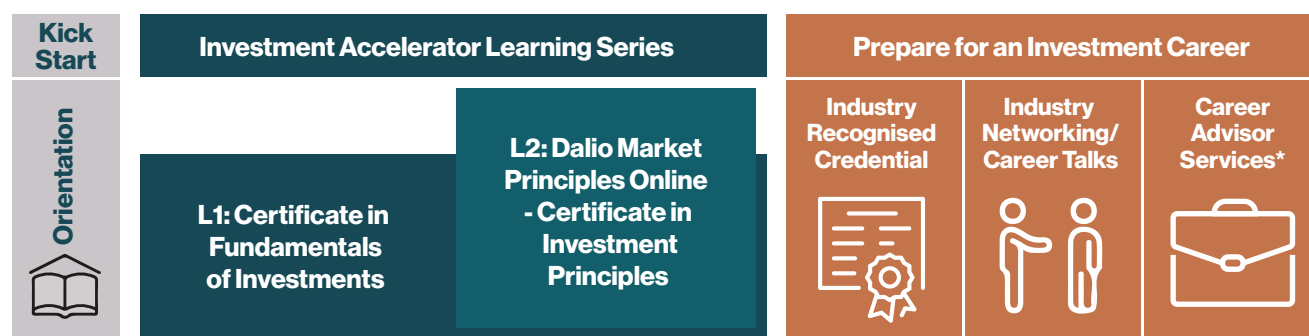 Kick
Start
Orientation
Investment Accelerator Learning Series
L1: Certificate in
Fundamentals
of Investments
L2: Dalio Market
Principles Online
- Certificate in
Investment
Principles
Prepare for an Investment Career
Industry
Recognised
Credential
Industry
Networking/
Career Talks
Career
Advisor
Services*